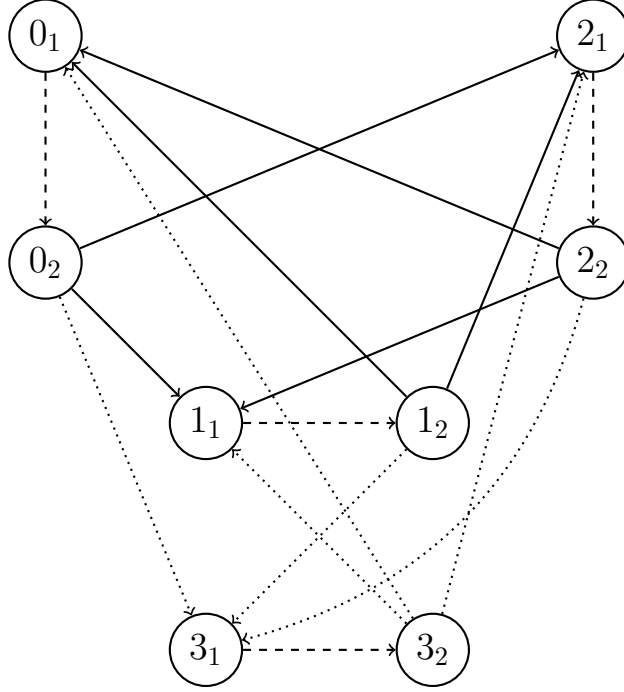 0₁ 2₁
0₂ 2₂
1₁ 1₂
3₁ 3₂